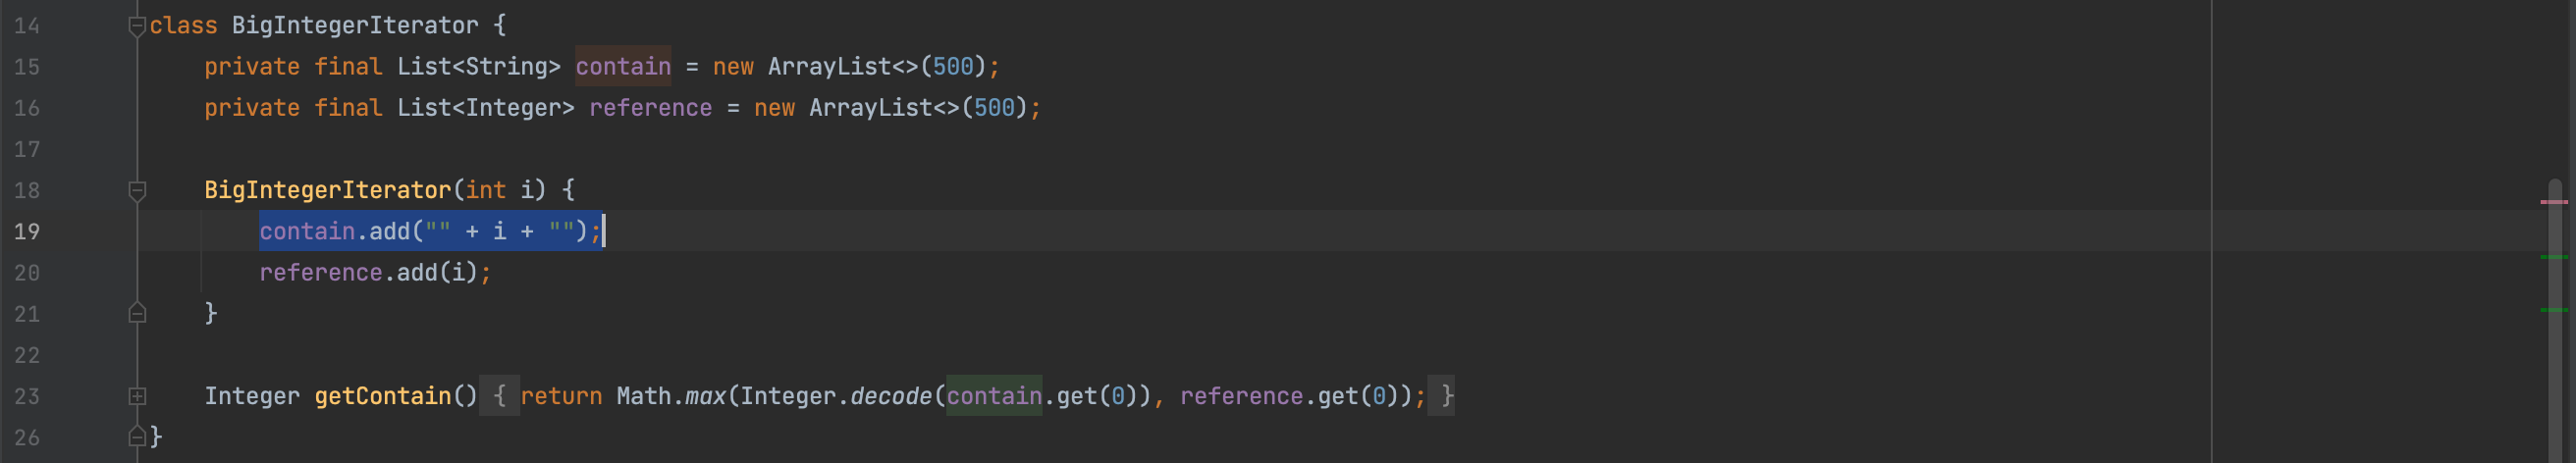 14 class BigIntegerIterator {
15 private final List<String> contain = new ArrayList<>(500);
16 private final List<Integer> reference = new ArrayList<>(500);
17
18 BigIntegerIterator(int i) {
19 contain.add("" + i + "");
20 reference.add(i);
21 }
22
23 Integer getContain() { return Math.max(Integer.decode(contain.get(0)), reference.get(0)); }
26 }